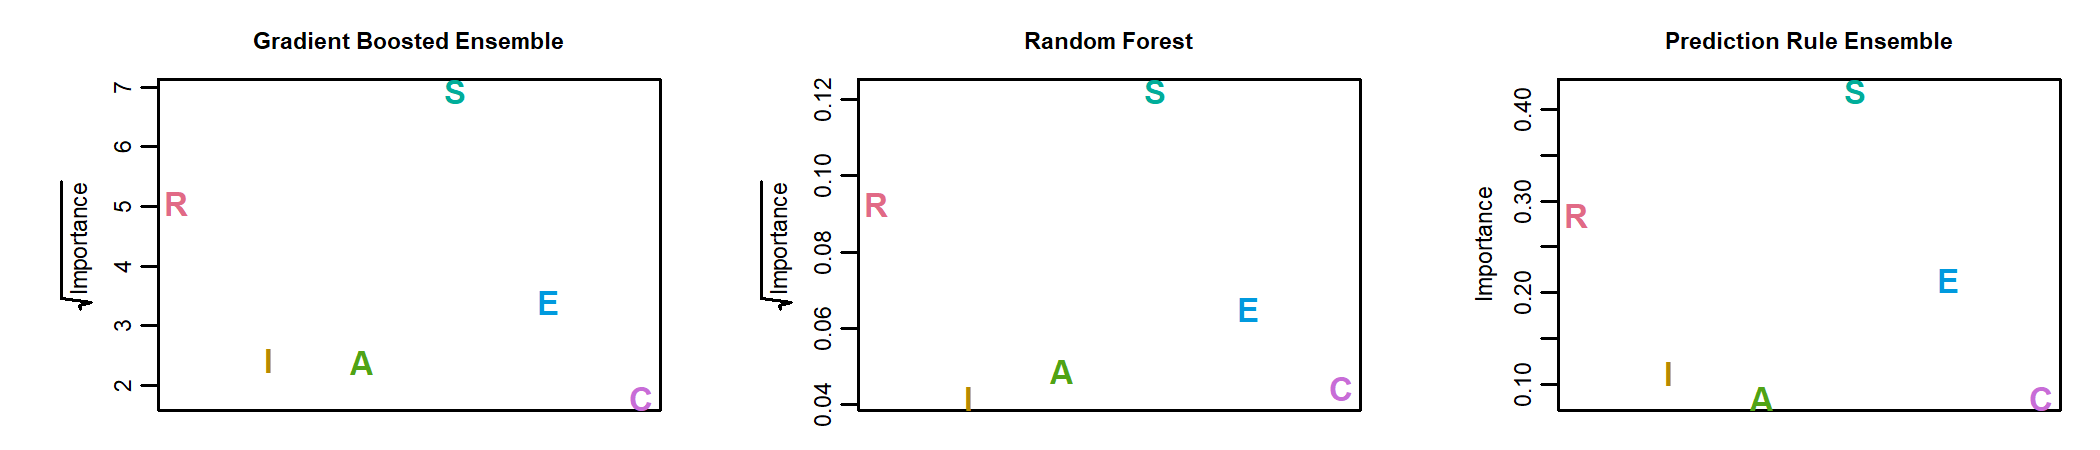 Gradient Boosted Ensemble
√Importance
7
6
5
4
3
2
R
I
A
S
E
C
Random Forest
√Importance
0.12
0.10
0.08
0.06
0.04
R
I
A
S
E
C
Prediction Rule Ensemble
Importance
0.40
0.30
0.20
0.10
R
I
A
S
E
C